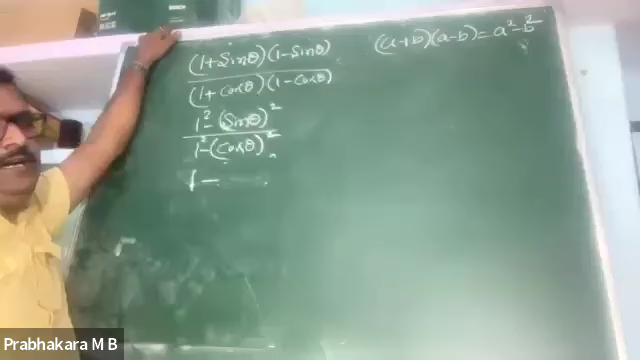 (1+Sinθ)(1-Sinθ)
(1+Cosθ)(1-Cosθ)
(a+b)(a-b)=a²-b²
1²-(Sinθ)²
1²-(Cosθ)²
1-
Prabhakara M B